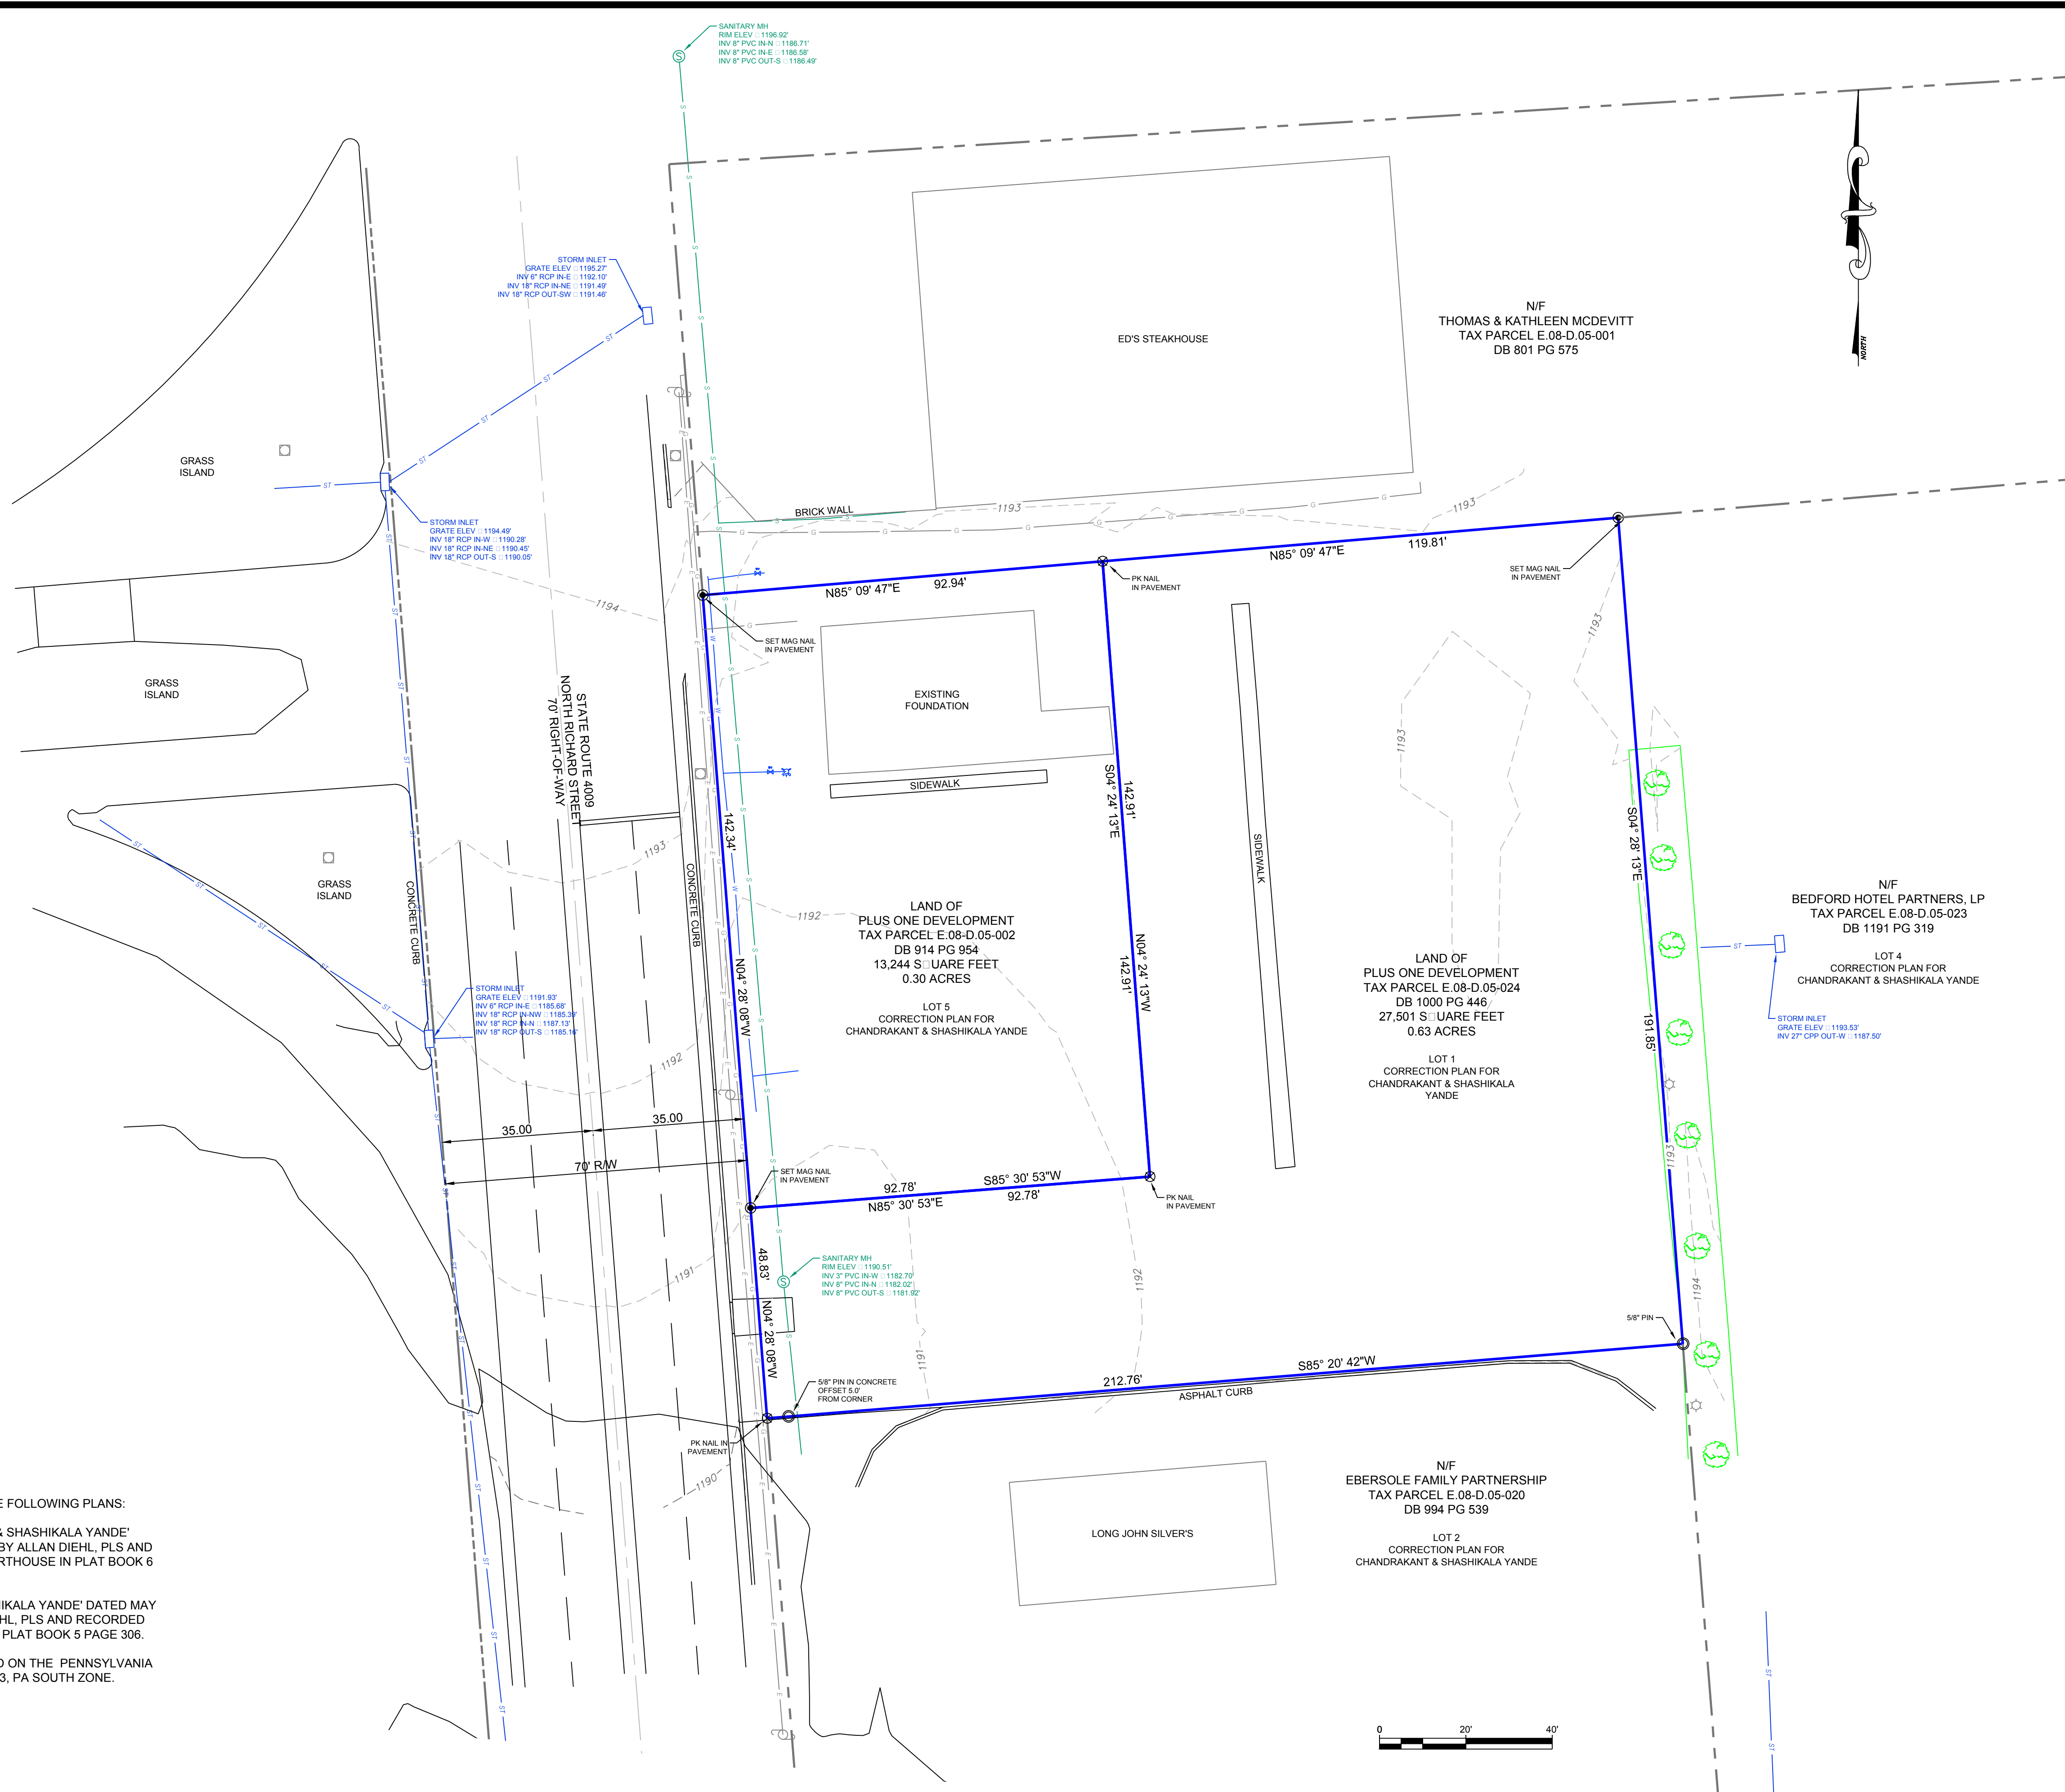 SANITARY MH
RIM ELEV □1196.92'
INV 8" PVC IN-N □1186.71'
INV 8" PVC IN-E □1186.58'
INV 8" PVC OUT-S □1186.49'
STORM INLET
GRATE ELEV □1195.27'
INV 6" RCP IN-E □1192.10'
INV 18" RCP IN-NE □1191.49'
INV 18" RCP OUT-SW □1191.46'
NORTH
N/F
THOMAS & KATHLEEN MCDEVITT
TAX PARCEL E.08-D.05-001
DB 801 PG 575
ED'S STEAKHOUSE
GRASS
ISLAND
STORM INLET
GRATE ELEV □1194.49'
INV 18" RCP IN-W □1190.28'
INV 18" RCP IN-NE □1190.45'
INV 18" RCP OUT-S □1190.05'
BRICK WALL
1193
1193
N85° 09' 47"E
92.94'
N85° 09' 47"E
119.81'
PK NAIL
IN PAVEMENT
SET MAG NAIL
IN PAVEMENT
SET MAG NAIL
IN PAVEMENT
1194
1193
GRASS
ISLAND
STATE ROUTE 4009
NORTH RICHARD STREET
70' RIGHT-OF-WAY
EXISTING
FOUNDATION
SIDEWALK
SIDEWALK
142.91'
S04° 24' 13"E
N04° 24' 13"W
142.91'
1193
S04° 28' 13"E
191.85'
142.34'
N04° 28' 08"W
1193
CONCRETE CURB
CONCRETE CURB
GRASS
ISLAND
1192
LAND OF
PLUS ONE DEVELOPMENT
TAX PARCEL E.08-D.05-002
DB 914 PG 954
13,244 S□UARE FEET
0.30 ACRES
LOT 5
CORRECTION PLAN FOR
CHANDRAKANT & SHASHIKALA YANDE
LAND OF
PLUS ONE DEVELOPMENT
TAX PARCEL E.08-D.05-024
DB 1000 PG 446
27,501 S□UARE FEET
0.63 ACRES
LOT 1
CORRECTION PLAN FOR
CHANDRAKANT & SHASHIKALA
YANDE
N/F
BEDFORD HOTEL PARTNERS, LP
TAX PARCEL E.08-D.05-023
DB 1191 PG 319
LOT 4
CORRECTION PLAN FOR
CHANDRAKANT & SHASHIKALA YANDE
STORM INLET
GRATE ELEV □1193.53'
INV 27" CPP OUT-W □1187.50'
STORM INLET
GRATE ELEV □1191.93'
INV 6" RCP IN-E □1185.68'
INV 18" RCP IN-NW □1185.39'
INV 18" RCP IN-N □1187.13'
INV 18" RCP OUT-S □1185.16'
1192
35.00
35.00
70' R/W
1193
SET MAG NAIL
IN PAVEMENT
92.78'
S85° 30' 53"W
N85° 30' 53"E
92.78'
PK NAIL
IN PAVEMENT
48.83'
N04° 28' 08"W
SANITARY MH
RIM ELEV □1190.51'
INV 3" PVC IN-W □1182.70'
INV 8" PVC IN-N □1182.02'
INV 8" PVC OUT-S □1181.92'
1191
1192
1194
1191
5/8" PIN
S85° 20' 42"W
212.76'
ASPHALT CURB
5/8" PIN IN CONCRETE
OFFSET 5.0'
FROM CORNER
PK NAIL IN
PAVEMENT
1190
N/F
EBERSOLE FAMILY PARTNERSHIP
TAX PARCEL E.08-D.05-020
DB 994 PG 539
LOT 2
CORRECTION PLAN FOR
CHANDRAKANT & SHASHIKALA YANDE
LONG JOHN SILVER'S
E FOLLOWING PLANS:
& SHASHIKALA YANDE'
BY ALLAN DIEHL, PLS AND
RTHOUSE IN PLAT BOOK 6
HIKALA YANDE' DATED MAY
HL, PLS AND RECORDED
PLAT BOOK 5 PAGE 306.
D ON THE PENNSYLVANIA
3, PA SOUTH ZONE.
0 20' 40'